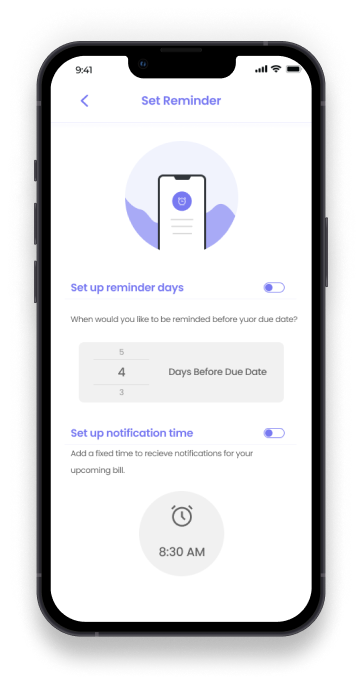 9:41
Set Reminder
Set up reminder days
When would you like to be reminded before yuor due date?
5
4
Days Before Due Date
3
Set up notification time
Add a fixed time to recieve notifications for your
upcoming bill.
8:30 AM